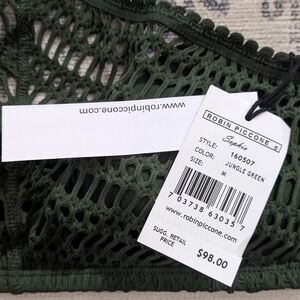 www.robinpiccone.com
ROBIN PICCONE ®
Sophia
STYLE: 160507
COLOR: JUNGLE GREEN
SIZE: M
7 03738 63035 7
www.robinpiccone.com
SUGG. RETAIL
PRICE $98.00